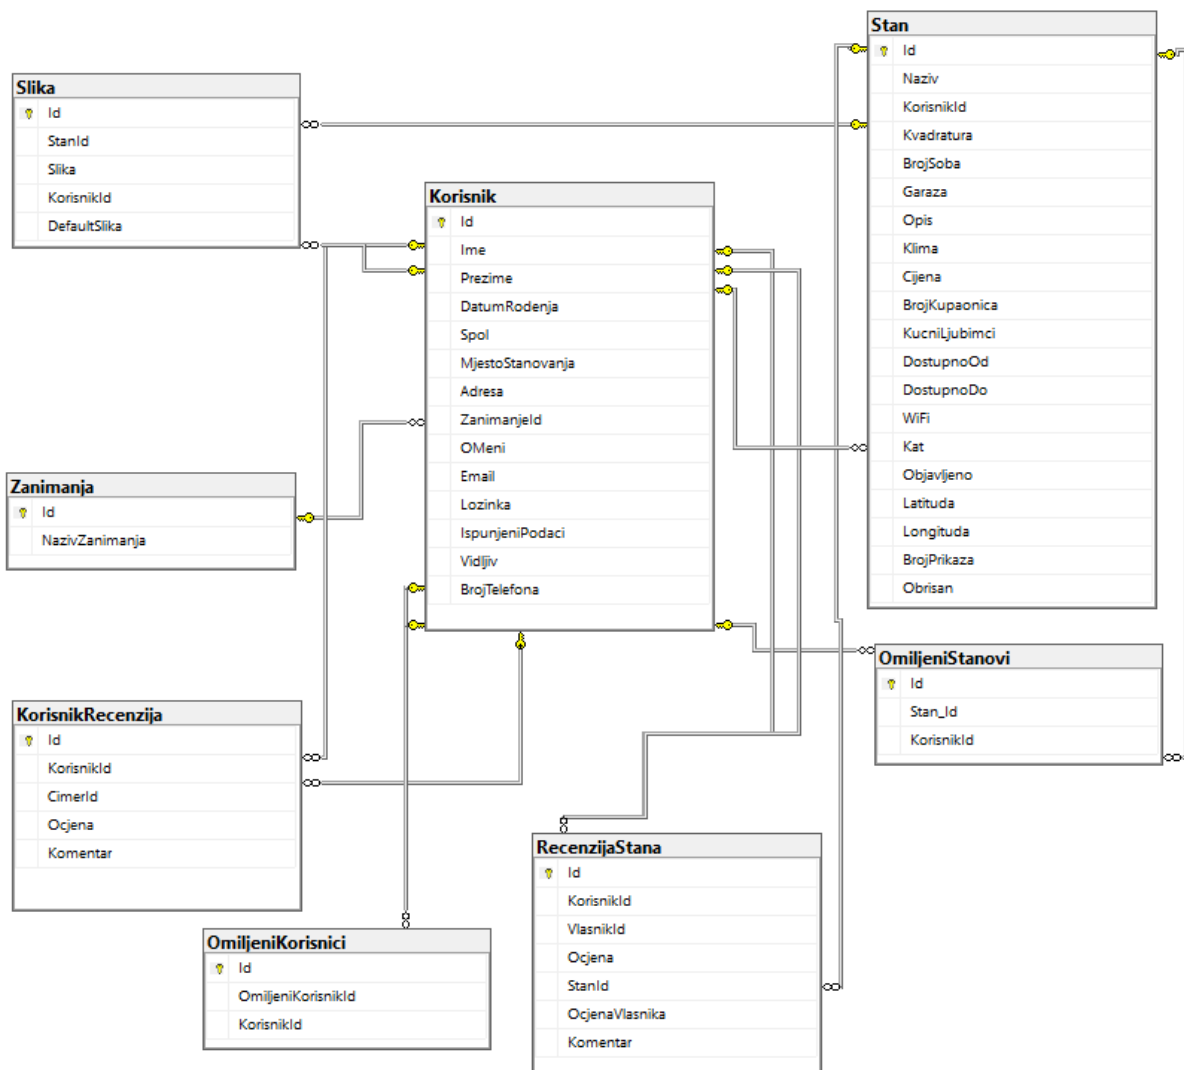 Slika
Id
StanId
Slika
KorisnikId
DefaultSlika
Korisnik
Id
Ime
Prezime
DatumRodenja
Spol
MjestoStanovanja
Adresa
ZanimanjeId
OMeni
Email
Lozinka
IspunjeniPodaci
Vidljiv
BrojTelefona
Stan
Id
Naziv
KorisnikId
Kvadratura
BrojSoba
Garaza
Opis
Klima
Cijena
BrojKupaonica
KucniLjubimci
DostupnoOd
DostupnoDo
WiFi
Kat
Objavljeno
Latituda
Longituda
BrojPrikaza
Obrisan
Zanimanja
Id
NazivZanimanja
OmiljeniStanovi
Id
Stan_Id
KorisnikId
KorisnikRecenzija
Id
KorisnikId
CimerId
Ocjena
Komentar
RecenzijaStana
Id
KorisnikId
VlasnikId
Ocjena
StanId
OcjenaVlasnika
Komentar
OmiljeniKorisnici
Id
OmiljeniKorisnikId
KorisnikId